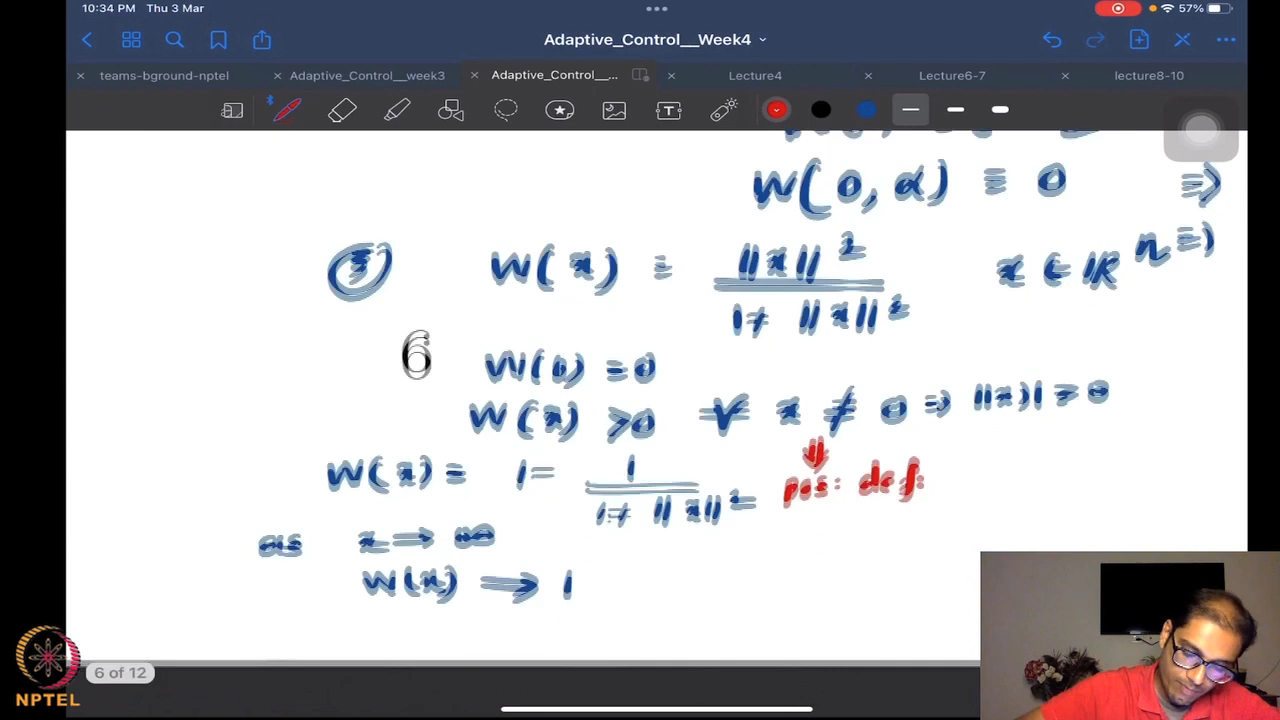 10:34 PM Thu 3 Mar
57%
Adaptive_Control__Week4
teams-bground-nptel
Adaptive_Control__week3
Adaptive_Control__...
Lecture4
Lecture6-7
lecture8-10
W(0, α) ≡ 0 ⇒
W(x) = ||x||² / 1+ ||x||² x ∈ ℝⁿ ⇒
6
W(0) = 0
W(x) > 0 ∀ x ≠ 0 ⇒ ||x|| > 0
W(x) = 1 - 1 / 1+ ||x||²
pos. def.
as x → ∞
W(x) → 1
6 of 12
NPTEL